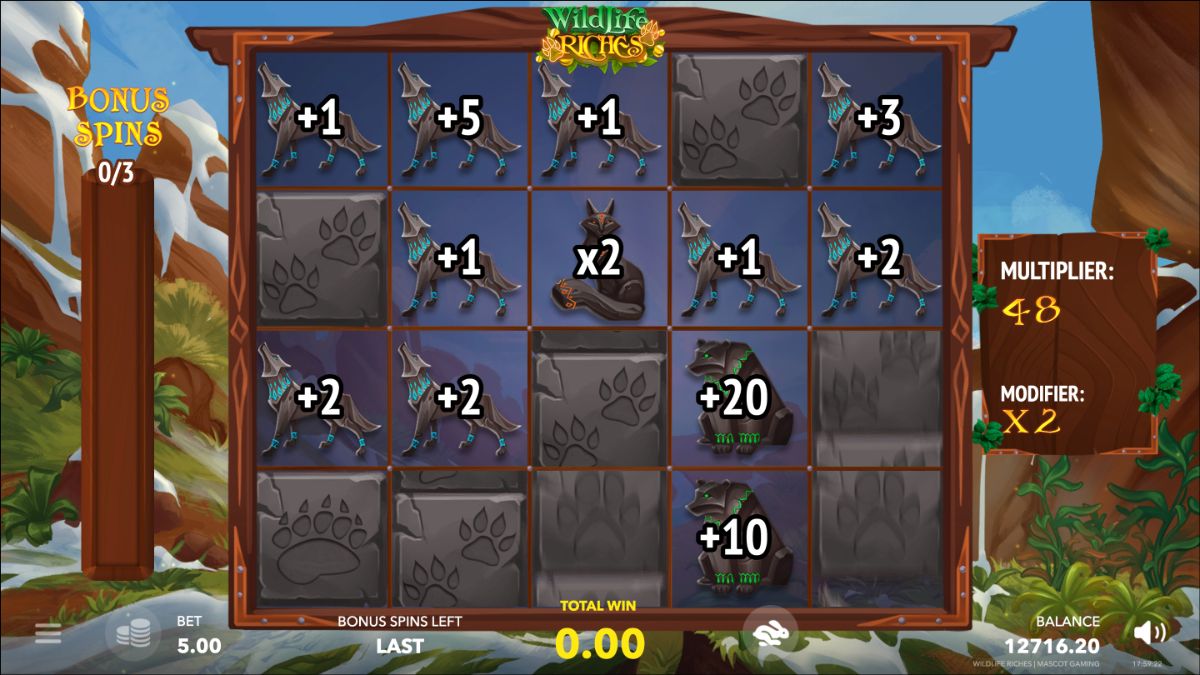 WildLife
RICHES
BONUS
SPINS
0/3
+1
+5
+1
+3
+1
x2
+1
+2
+2
+2
+20
+10
MULTIPLIER:
48
MODIFIER:
X2
BET
5.00
BONUS SPINS LEFT
LAST
TOTAL WIN
0.00
BALANCE
12716.20
WILDLIFE RICHES | MASCOT GAMING
17:59:22